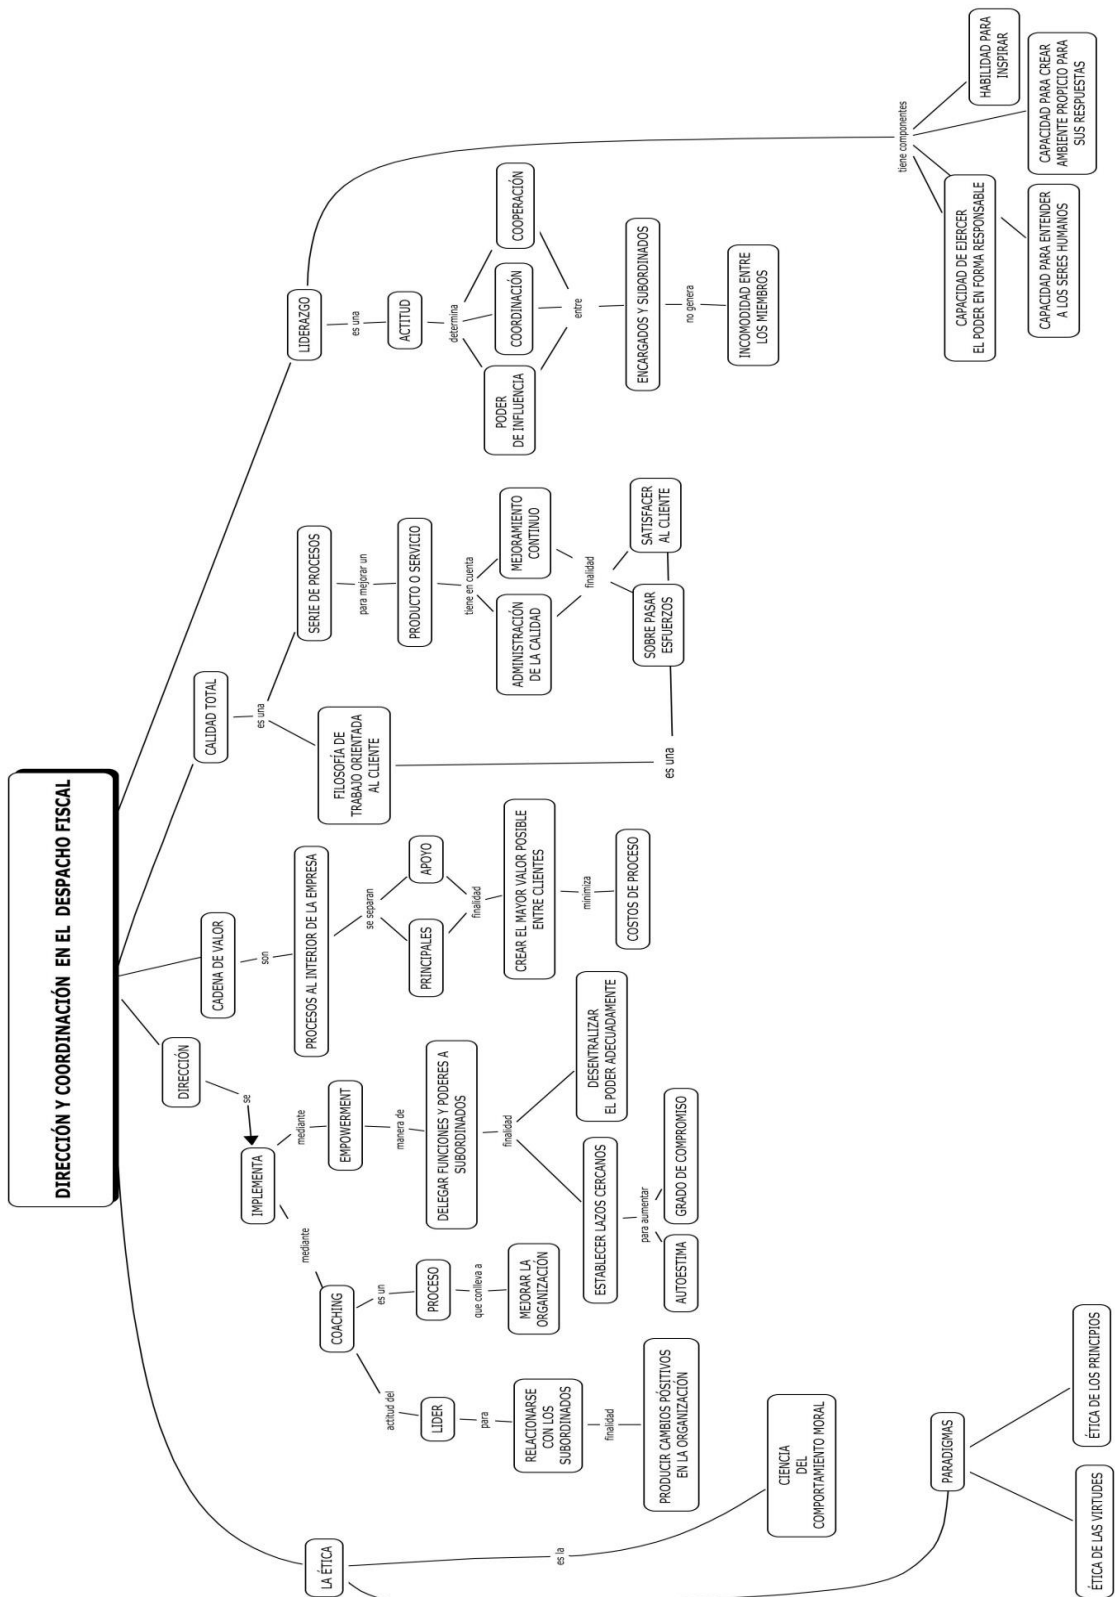 DIRECCIÓN Y COORDINACIÓN EN EL DESPACHO FISCAL
LA ÉTICA
es la
CIENCIA
DEL
COMPORTAMIENTO MORAL
PARADIGMAS
ÉTICA DE LAS VIRTUDES
ÉTICA DE LOS PRINCIPIOS
DIRECCIÓN
se
IMPLEMENTA
mediante
COACHING
actitud del
LIDER
para
RELACIONARSE
CON LOS
SUBORDINADOS
finalidad
PRODUCIR CAMBIOS PÓSITIVOS
EN LA ORGANIZACIÓN
es un
PROCESO
que conlleva a
MEJORAR LA
ORGANIZACIÓN
mediante
EMPOWERMENT
manera de
DELEGAR FUNCIONES Y PODERES A
SUBORDINADOS
finalidad
ESTABLECER LAZOS CERCANOS
para aumentar
AUTOESTIMA
GRADO DE COMPROMISO
DESENTRALIZAR
EL PODER ADECUADAMENTE
CADENA DE VALOR
son
PROCESOS AL INTERIOR DE LA EMPRESA
se separan
PRINCIPALES
APOYO
finalidad
CREAR EL MAYOR VALOR POSIBLE
ENTRE CLIENTES
minimiza
COSTOS DE PROCESO
CALIDAD TOTAL
es una
FILOSOFÍA DE
TRABAJO ORIENTADA
AL CLIENTE
es una
SERIE DE PROCESOS
para mejorar un
PRODUCTO O SERVICIO
tiene en cuenta
ADMINISTRACIÓN
DE LA CALIDAD
MEJORAMIENTO
CONTINUO
finalidad
SOBRE PASAR
ESFUERZOS
SATISFACER
AL CLIENTE
LIDERAZGO
es una
ACTITUD
determina
PODER
DE INFLUENCIA
COORDINACIÓN
COOPERACIÓN
entre
ENCARGADOS Y SUBORDINADOS
no genera
INCOMODIDAD ENTRE
LOS MIEMBROS
tiene componentes
CAPACIDAD DE EJERCER
EL PODER EN FORMA RESPONSABLE
HABILIDAD PARA
INSPIRAR
CAPACIDAD PARA ENTENDER
A LOS SERES HUMANOS
CAPACIDAD PARA CREAR
AMBIENTE PROPICIO PARA
SUS RESPUESTAS